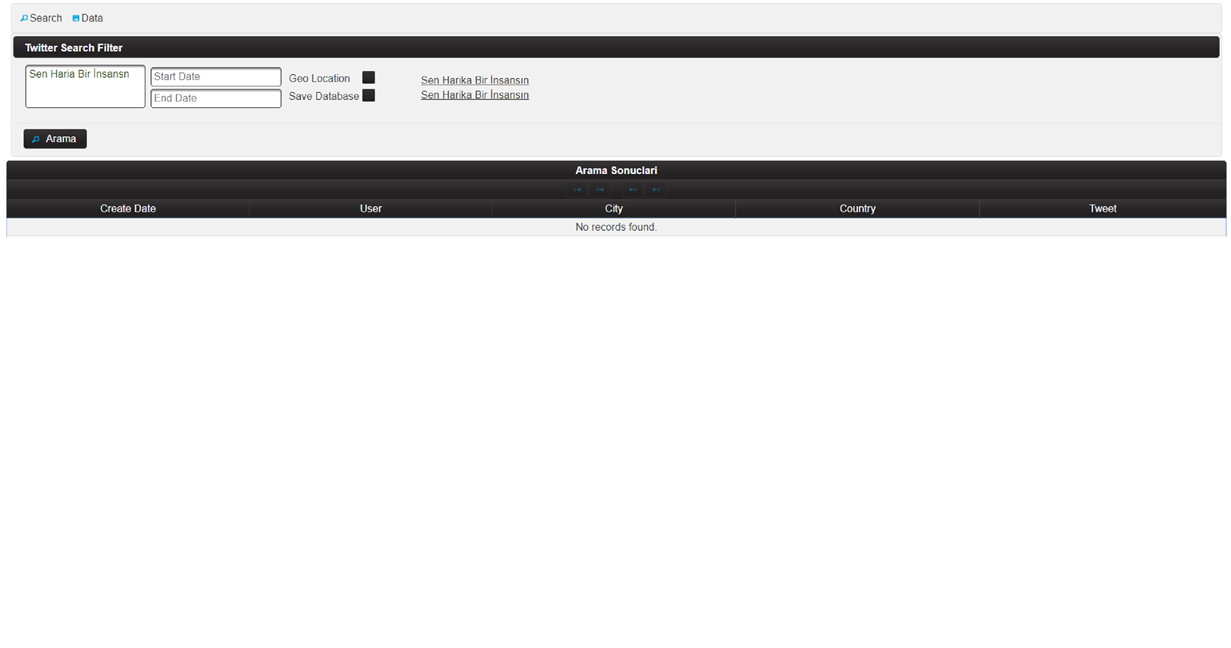 Search Data
Twitter Search Filter
Sen Haria Bir İnsansn
Start Date
End Date
Geo Location
Save Database
Sen Harika Bir İnsansın
Sen Harika Bir İnsansın
Arama
Arama Sonuclari
Create Date User City Country Tweet
No records found.